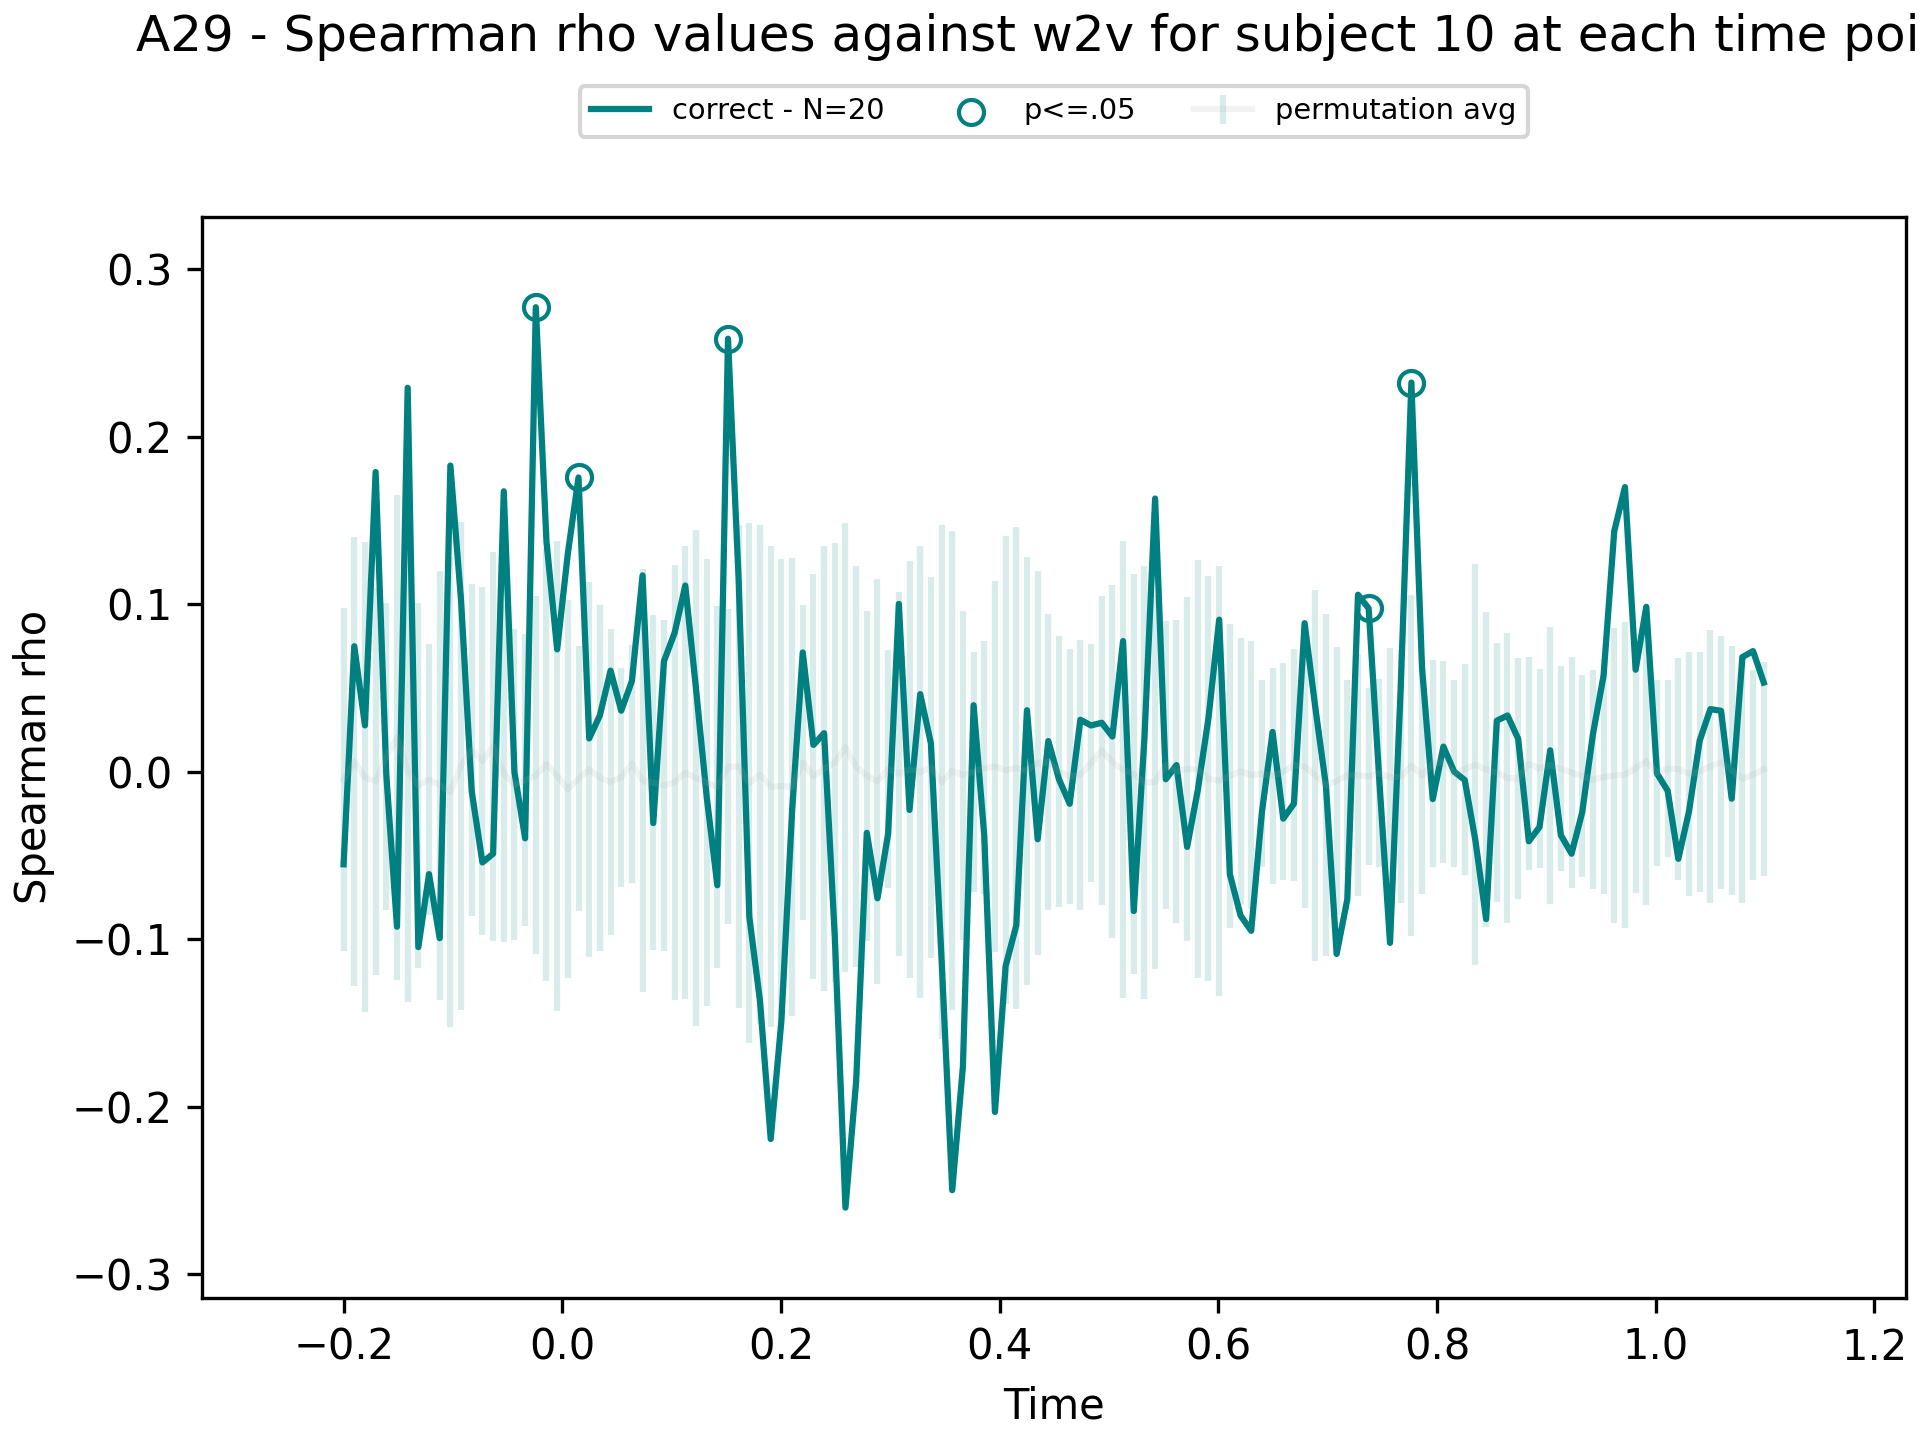 A29 - Spearman rho values against w2v for subject 10 at each time poi
correct - N=20 p<=.05 permutation avg
0.3
0.2
0.1
0.0
−0.1
−0.2
−0.3
Spearman rho
−0.2 0.0 0.2 0.4 0.6 0.8 1.0 1.2
Time